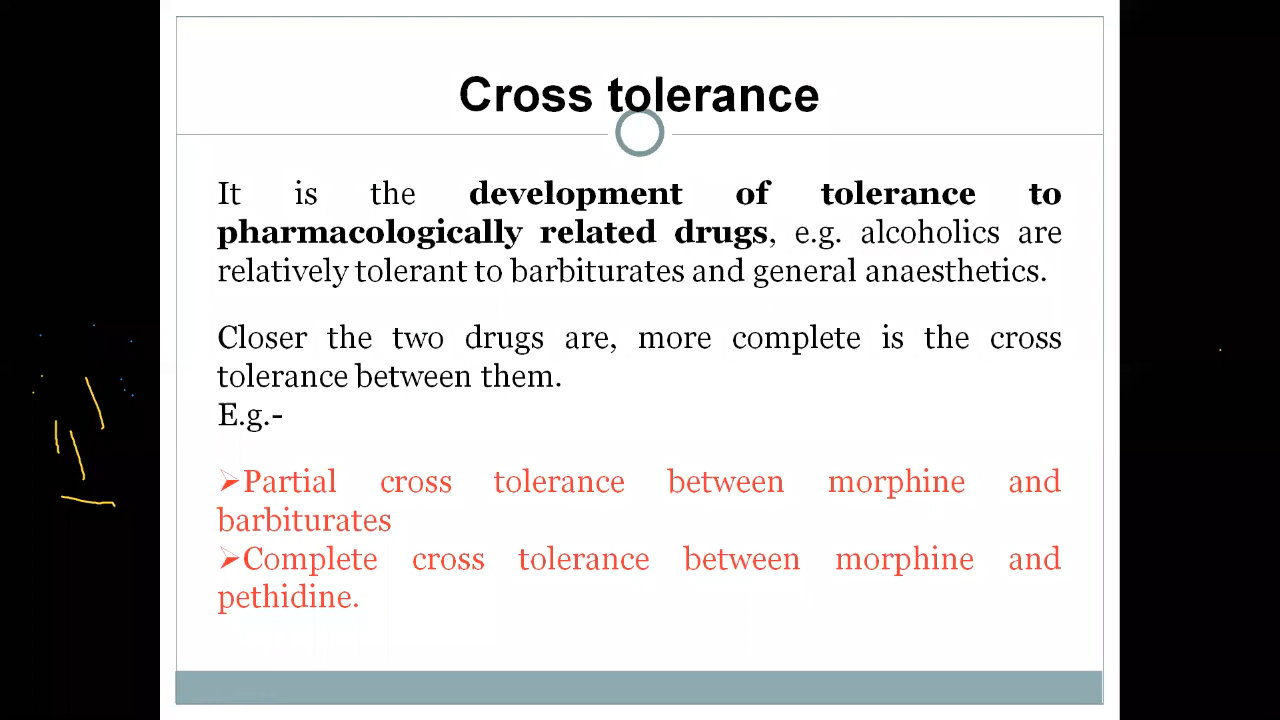 Cross tolerance
It is the development of tolerance to
pharmacologically related drugs, e.g. alcoholics are
relatively tolerant to barbiturates and general anaesthetics.
Closer the two drugs are, more complete is the cross
tolerance between them.
E.g.-
➢Partial cross tolerance between morphine and
barbiturates
➢Complete cross tolerance between morphine and
pethidine.